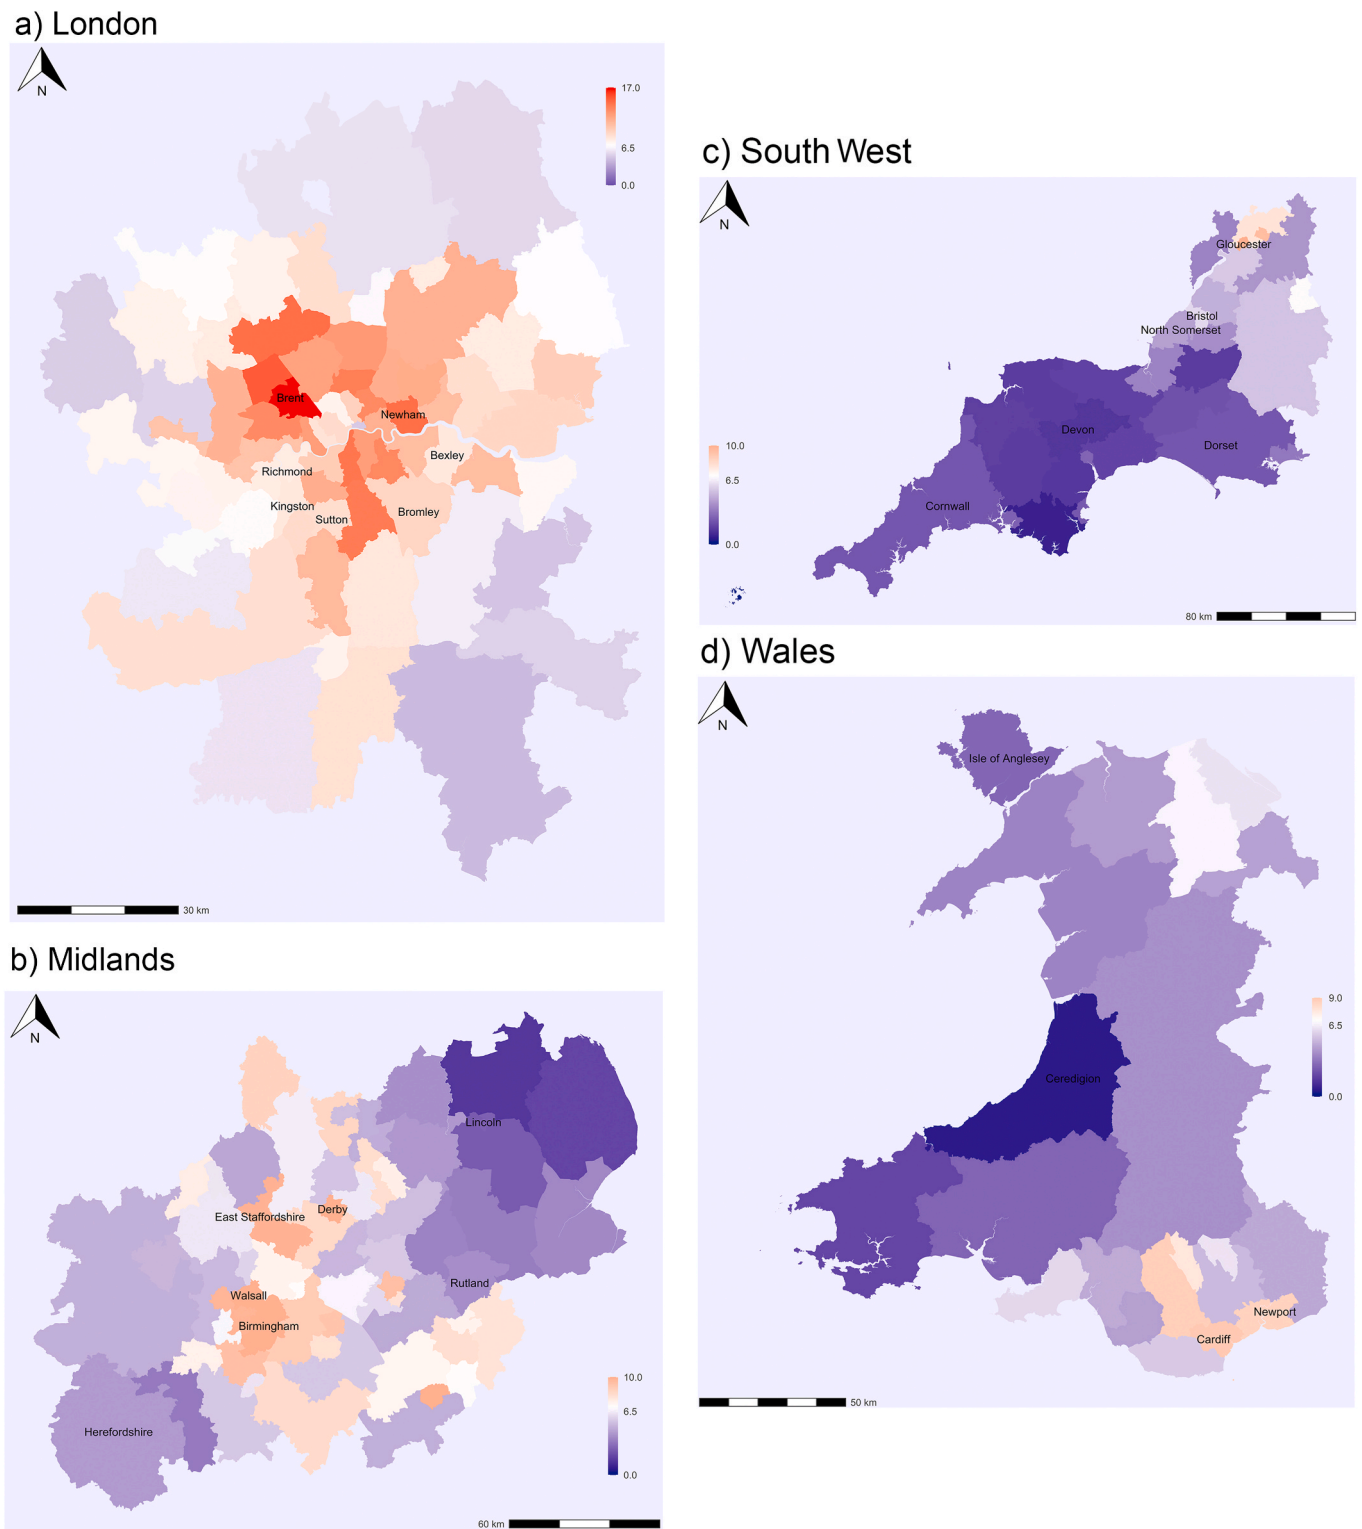 a) London
N
17.0
6.5
0.0
Brent
Newham
Bexley
Richmond
Kingston
Sutton
Bromley
30 km
b) Midlands
N
Lincoln
East Staffordshire
Derby
Rutland
Walsall
Birmingham
Herefordshire
10.0
6.5
0.0
60 km
c) South West
N
Gloucester
Bristol
North Somerset
Devon
Dorset
Cornwall
10.0
6.5
0.0
80 km
d) Wales
N
Isle of Anglesey
9.0
6.5
0.0
Ceredigion
Newport
Cardiff
50 km